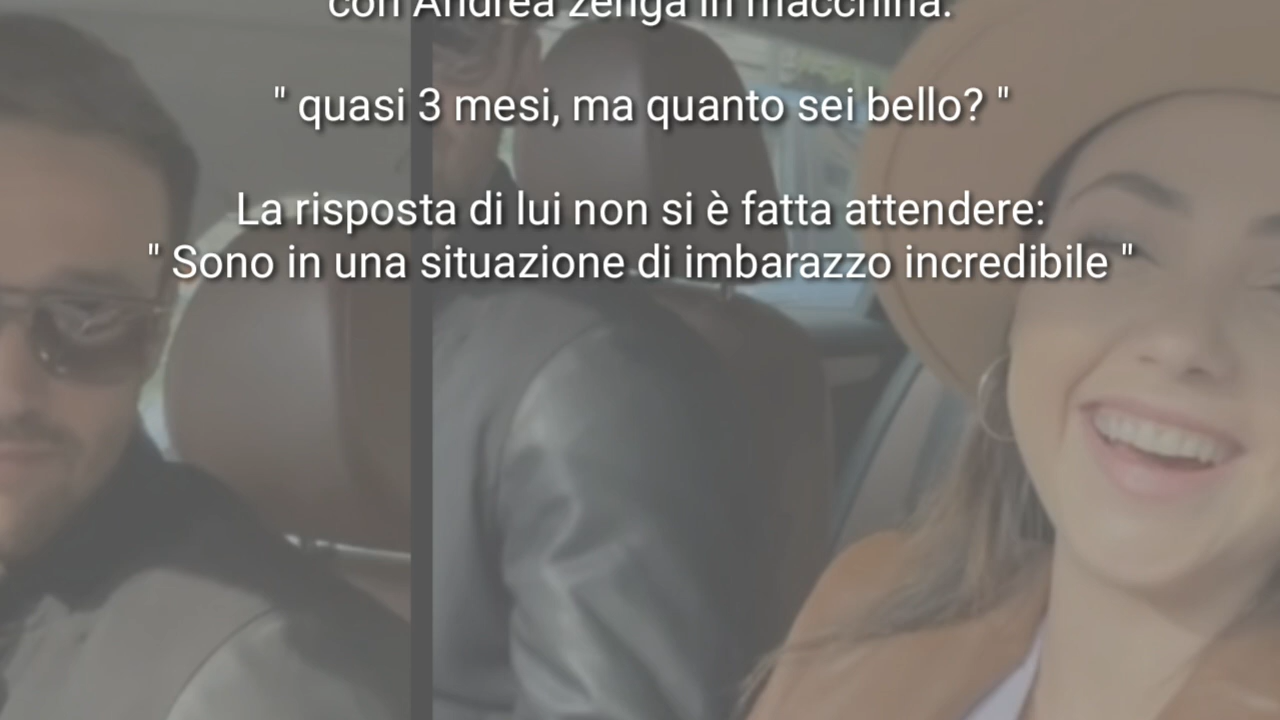 con Andrea zenga in macchina.
" quasi 3 mesi, ma quanto sei bello? "
La risposta di lui non si è fatta attendere:
" Sono in una situazione di imbarazzo incredibile "